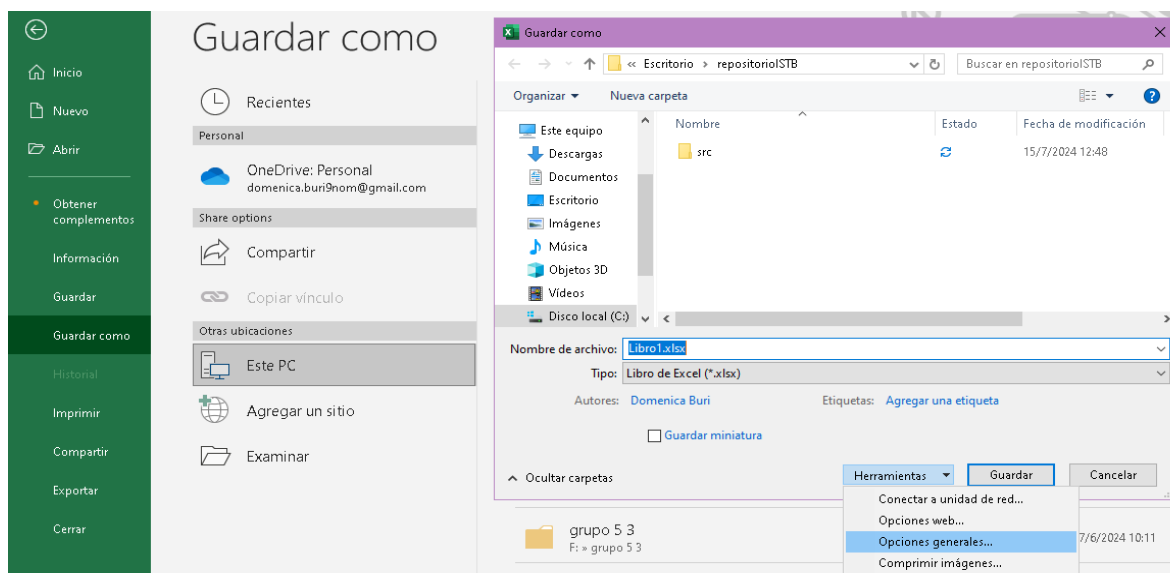 Inicio
Nuevo
Abrir
Obtener
complementos
Información
Guardar
Guardar como
Historial
Imprimir
Compartir
Exportar
Cerrar
Guardar como
Recientes
Personal
OneDrive: Personal
domenica.buri9nom@gmail.com
Share options
Compartir
Copiar vínculo
Otras ubicaciones
Este PC
Agregar un sitio
Examinar
Guardar como
« Escritorio › repositorioISTB
Buscar en repositorioISTB
Organizar
Nueva carpeta
Este equipo
Descargas
Documentos
Escritorio
Imágenes
Música
Objetos 3D
Vídeos
Disco local (C:)
Nombre Estado Fecha de modificación
src 15/7/2024 12:48
Nombre de archivo: Libro1.xlsx
Tipo: Libro de Excel (*.xlsx)
Autores: Domenica Buri Etiquetas: Agregar una etiqueta
Guardar miniatura
Ocultar carpetas
Herramientas Guardar Cancelar
Conectar a unidad de red...
Opciones web...
Opciones generales...
Comprimir imágenes...
grupo 5 3
F: » grupo 5 3
7/6/2024 10:11